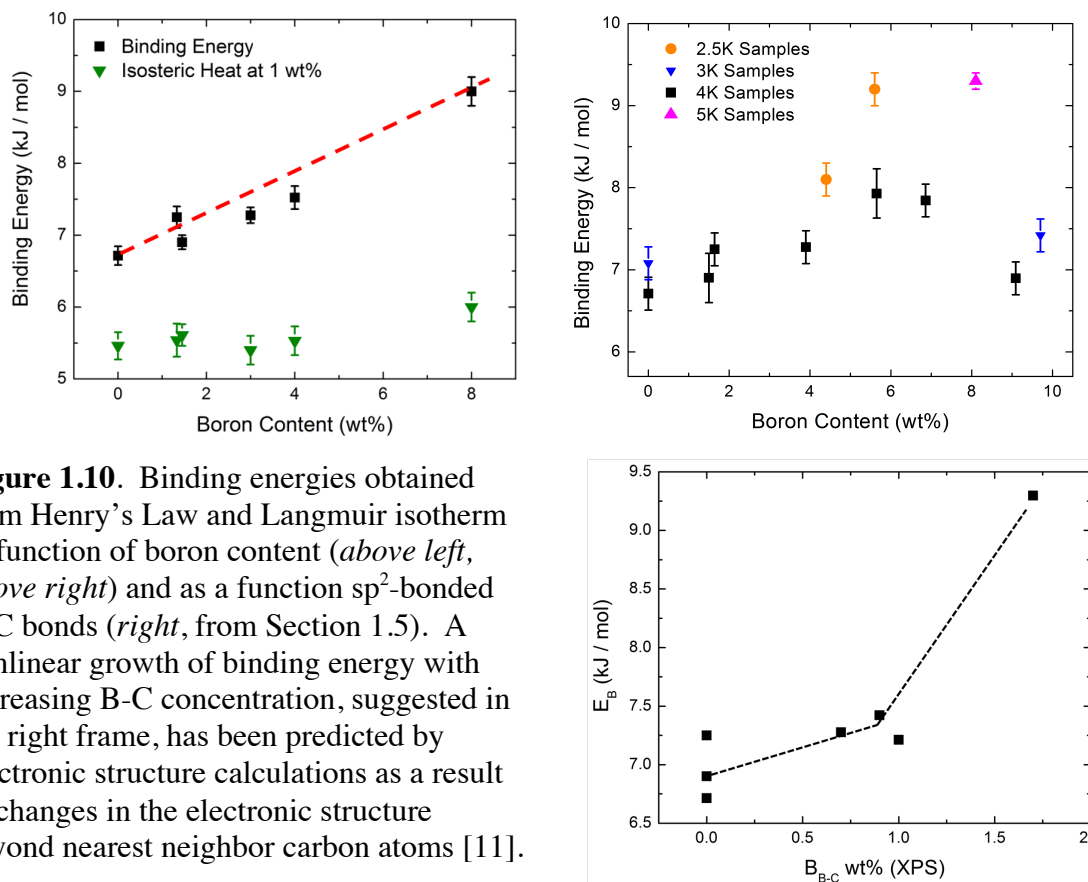 10
9
8
7
6
5
Binding Energy (kJ / mol)
Binding Energy
Isosteric Heat at 1 wt%
0 2 4 6 8
Boron Content (wt%)
10
9
8
7
6
Binding Energy (kJ / mol)
2.5K Samples
3K Samples
4K Samples
5K Samples
0 2 4 6 8 10
Boron Content (wt%)
gure 1.10. Binding energies obtained
m Henry's Law and Langmuir isotherm
function of boron content (above left,
ove right) and as a function sp²-bonded
C bonds (right, from Section 1.5). A
nlinear growth of binding energy with
reasing B-C concentration, suggested in
right frame, has been predicted by
ctronic structure calculations as a result
changes in the electronic structure
yond nearest neighbor carbon atoms [11].
9.5
9.0
8.5
8.0
7.5
7.0
6.5
E_B (kJ / mol)
0.0 0.5 1.0 1.5 2
B_B-C wt% (XPS)